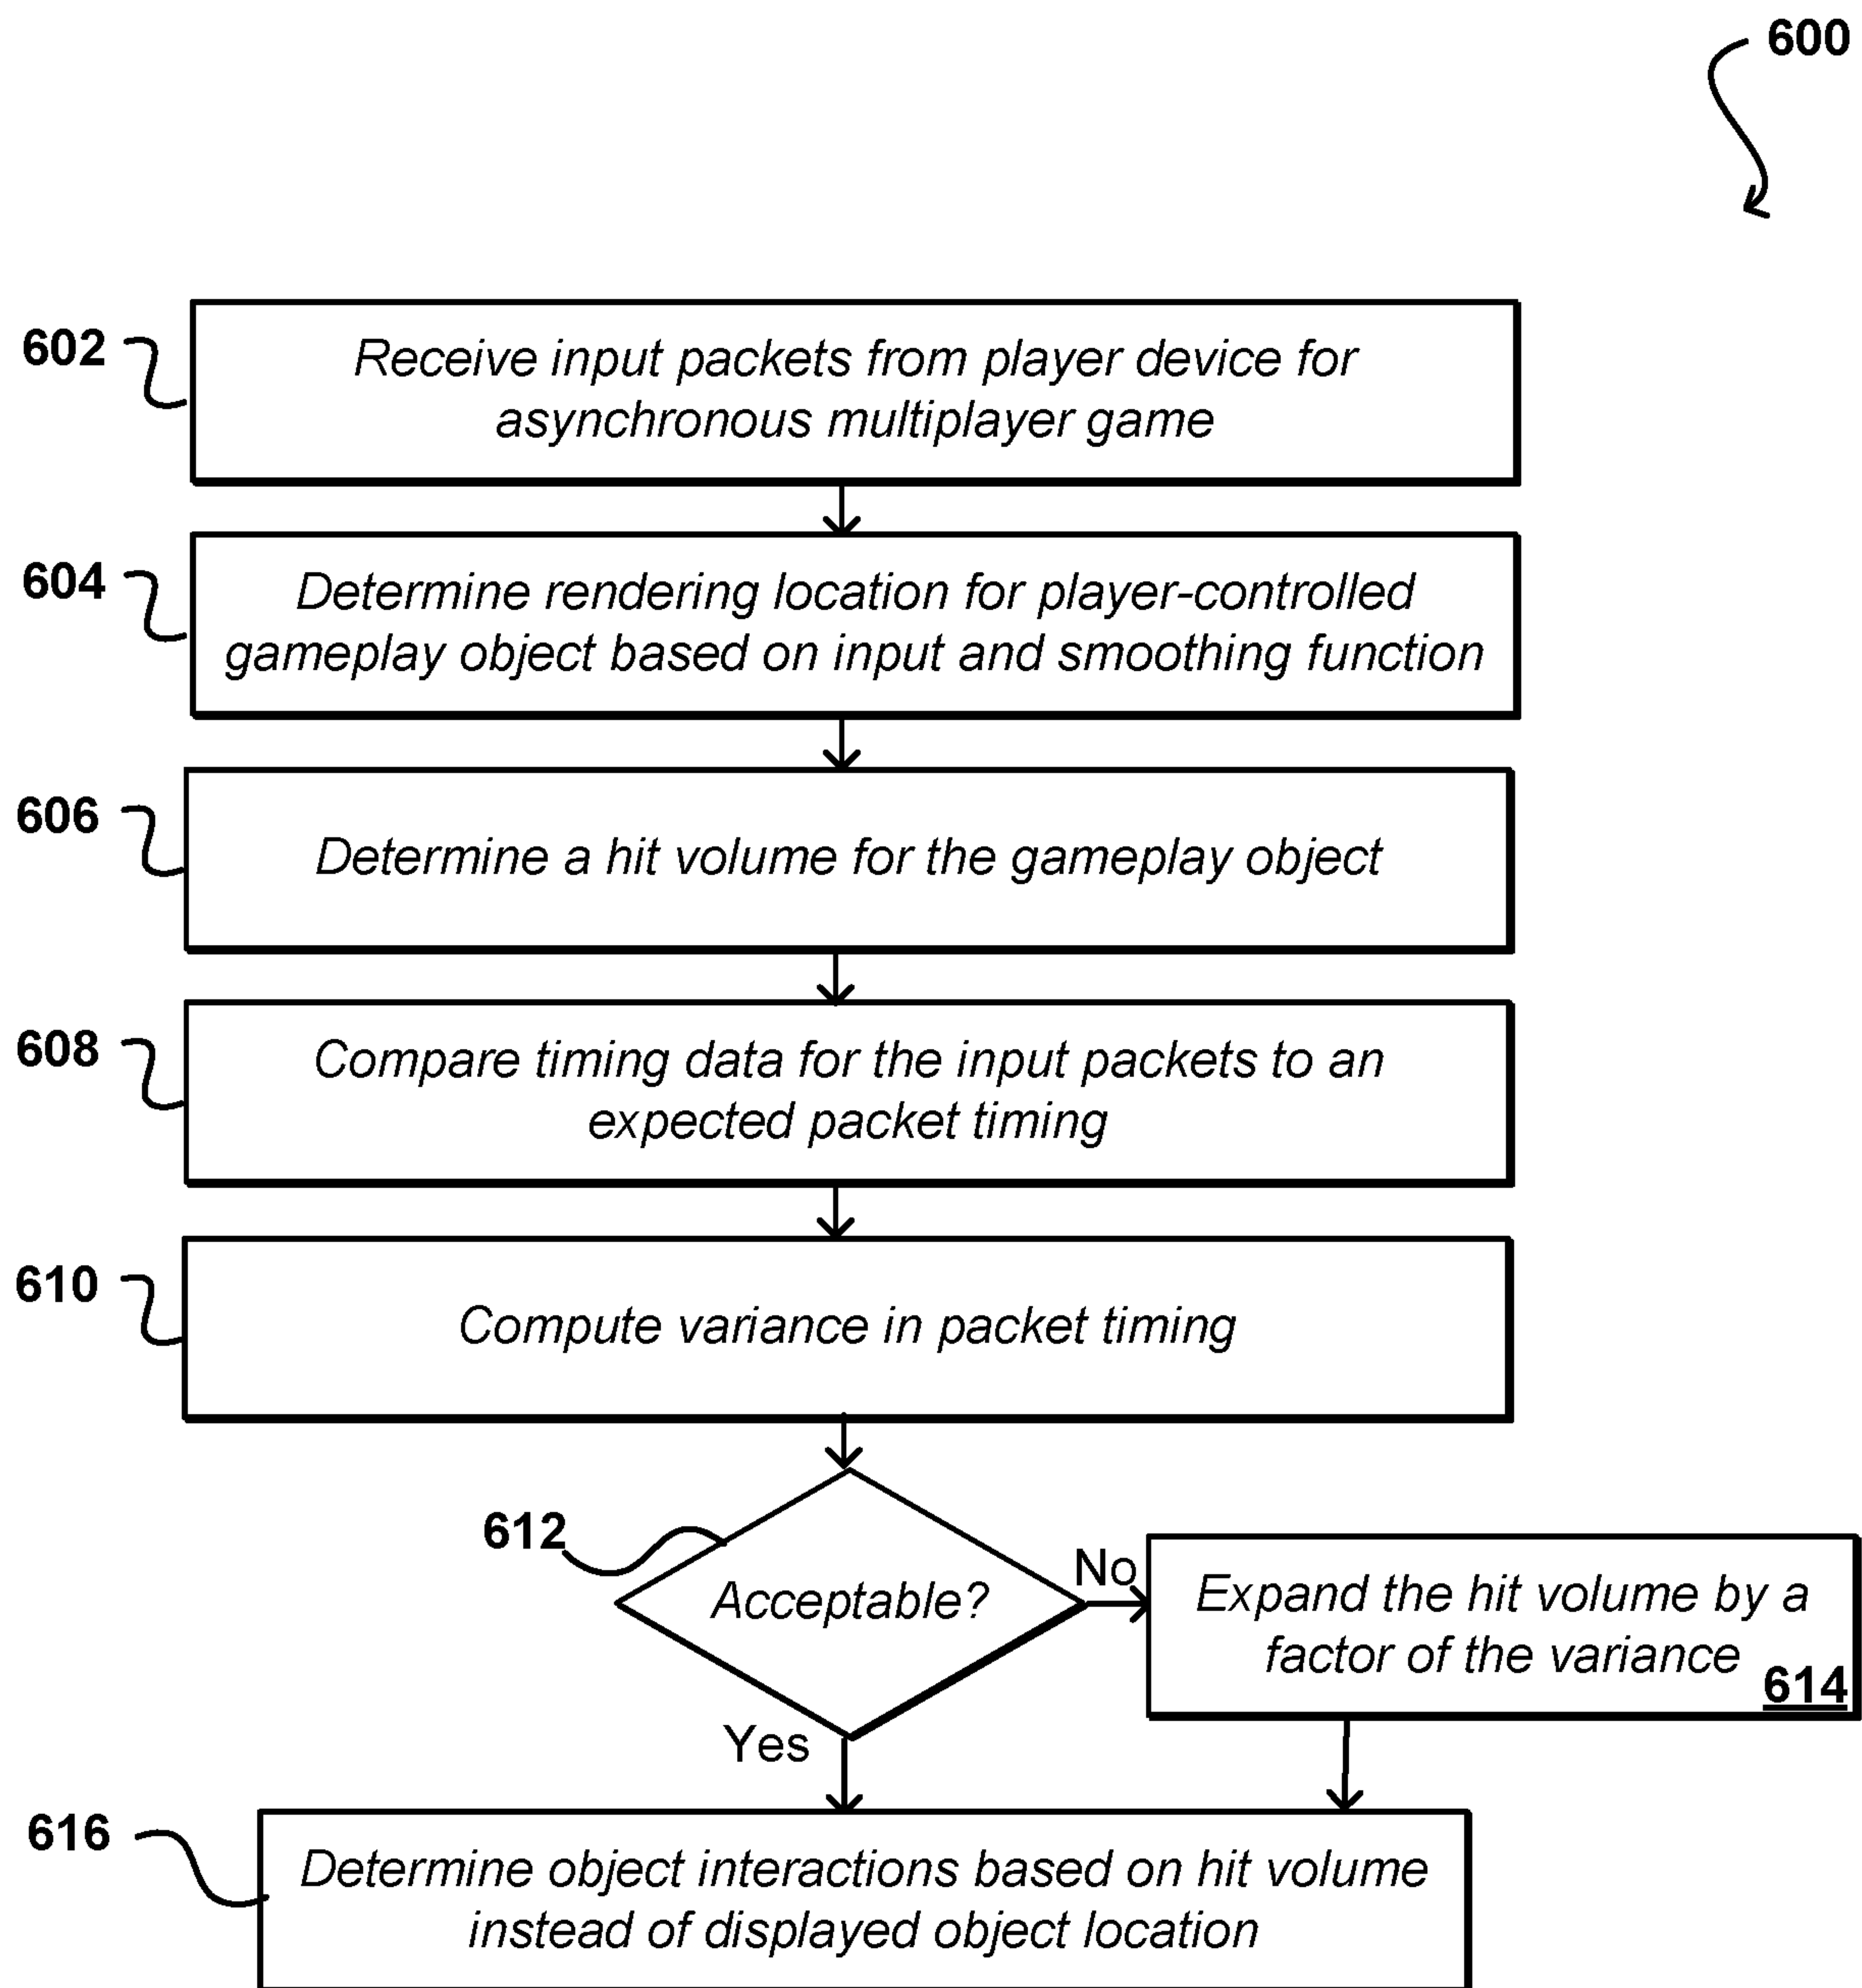 600
602
Receive input packets from player device for
asynchronous multiplayer game
604
Determine rendering location for player-controlled
gameplay object based on input and smoothing function
606
Determine a hit volume for the gameplay object
608
Compare timing data for the input packets to an
expected packet timing
610
Compute variance in packet timing
612
Acceptable?
No
Expand the hit volume by a
factor of the variance
614
Yes
616
Determine object interactions based on hit volume
instead of displayed object location